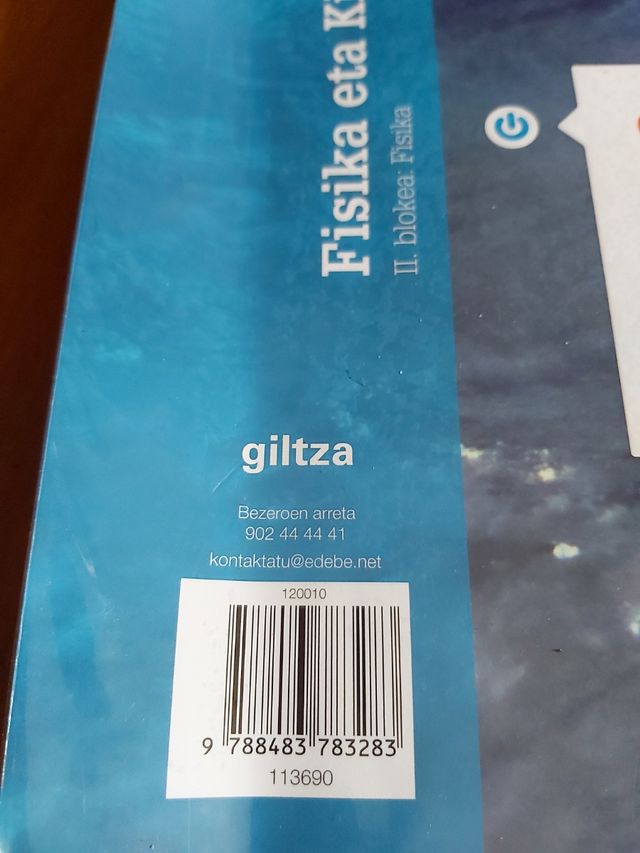 Fisika eta
II. blokea: Fisika
giltza
Bezeroen arreta
902 44 44 41
kontaktatu@edebe.net
120010
9 788483 783283
113690